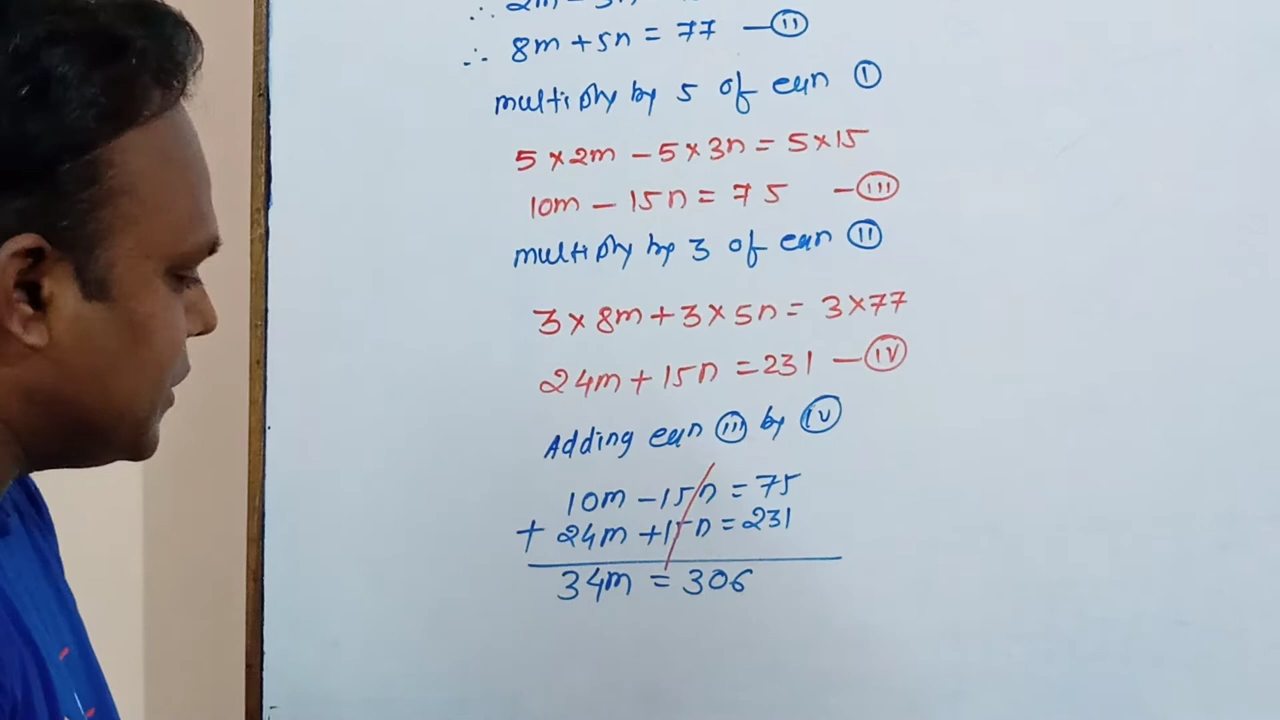 ∴ 2m - 3n
∴ 8m + 5n = 77 — (II)
multiply by 5 of eqn (I)
5 × 2m - 5 × 3n = 5 × 15
10m - 15n = 75 — (III)
multiply by 3 of eqn (II)
3 × 8m + 3 × 5n = 3 × 77
24m + 15n = 231 — (IV)
Adding eqn (III) by (IV)
10m - 15n = 75
+ 24m + 15n = 231
34m = 306